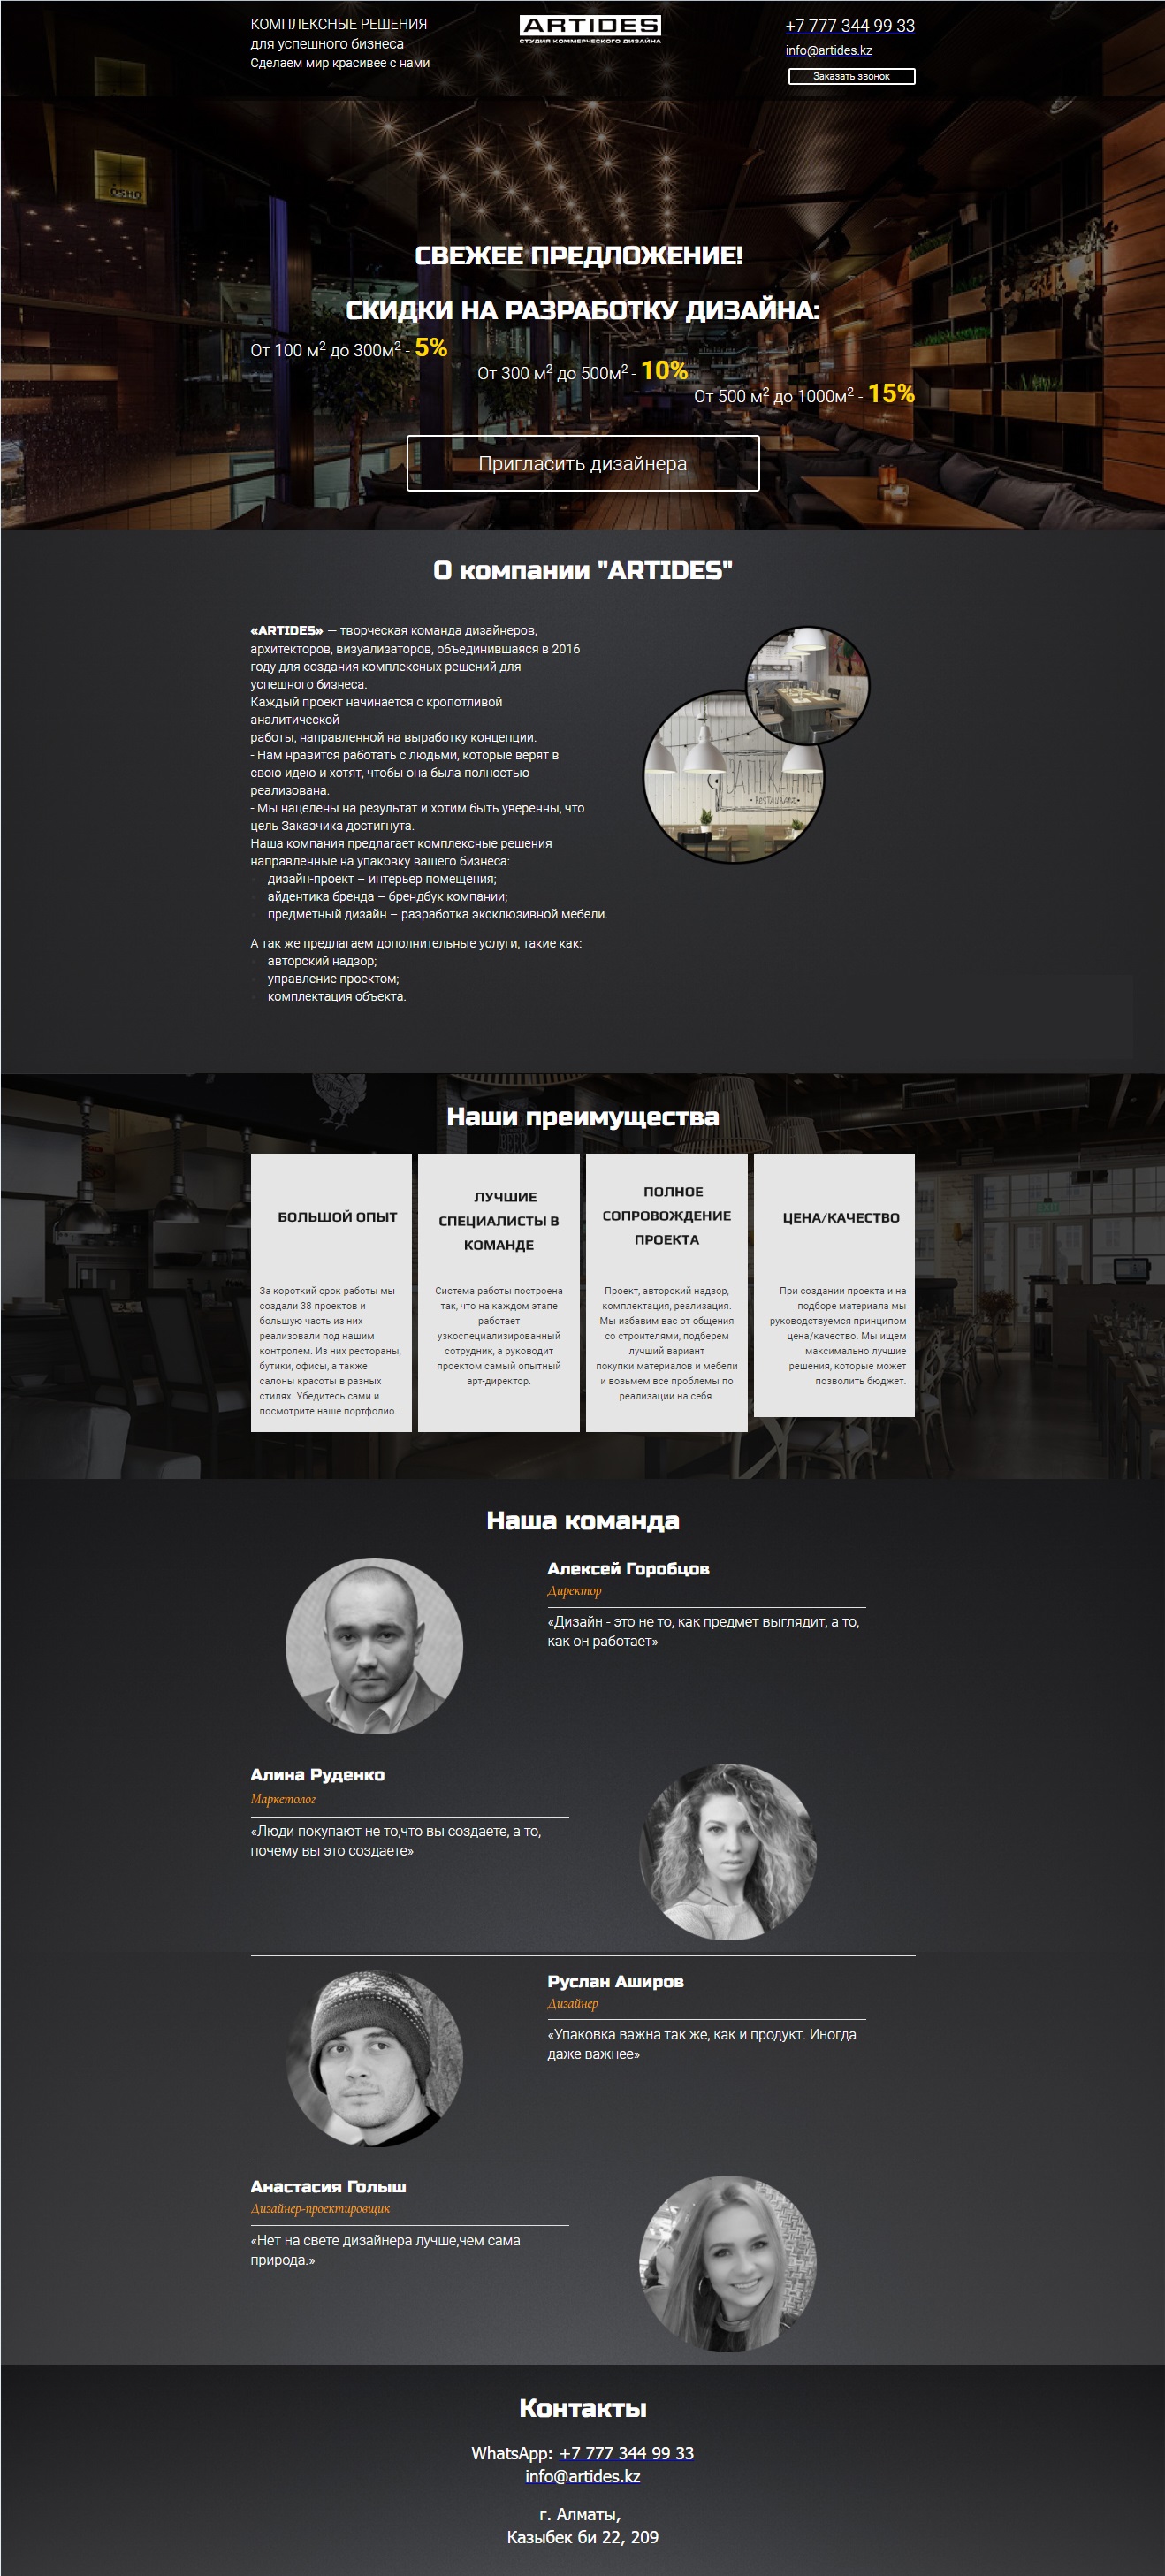 КОМПЛЕКСНЫЕ РЕШЕНИЯ
для успешного бизнеса
Сделаем мир красивее с нами
ARTIDES
СТУДИЯ КОММЕРЧЕСКОГО ДИЗАЙНА
+7 777 344 99 33
info@artides.kz
Заказать звонок
OSHO
СВЕЖЕЕ ПРЕДЛОЖЕНИЕ!
СКИДКИ НА РАЗРАБОТКУ ДИЗАЙНА:
От 100 м² до 300м² - 5%
От 300 м² до 500м² - 10%
От 500 м² до 1000м² - 15%
Пригласить дизайнера
О компании "ARTIDES"
«ARTIDES» — творческая команда дизайнеров,
архитекторов, визуализаторов, объединившаяся в 2016
году для создания комплексных решений для
успешного бизнеса.
Каждый проект начинается с кропотливой
аналитической
работы, направленной на выработку концепции.
- Нам нравится работать с людьми, которые верят в
свою идею и хотят, чтобы она была полностью
реализована.
- Мы нацелены на результат и хотим быть уверенны, что
цель Заказчика достигнута.
Наша компания предлагает комплексные решения
направленные на упаковку вашего бизнеса:
дизайн-проект – интерьер помещения;
айдентика бренда – брендбук компании;
предметный дизайн – разработка эксклюзивной мебели.
А так же предлагаем дополнительные услуги, такие как:
авторский надзор;
управление проектом;
комплектация объекта.
Наши преимущества
БОЛЬШОЙ ОПЫТ
За короткий срок работы мы
создали 38 проектов и
большую часть из них
реализовали под нашим
контролем. Из них рестораны,
бутики, офисы, а также
салоны красоты в разных
стилях. Убедитесь сами и
посмотрите наше портфолио.
ЛУЧШИЕ
СПЕЦИАЛИСТЫ В
КОМАНДЕ
Система работы построена
так, что на каждом этапе
работает
узкоспециализированный
сотрудник, а руководит
проектом самый опытный
арт-директор.
ПОЛНОЕ
СОПРОВОЖДЕНИЕ
ПРОЕКТА
Проект, авторский надзор,
комплектация, реализация.
Мы избавим вас от общения
со строителями, подберем
лучший вариант
покупки материалов и мебели
и возьмем все проблемы по
реализации на себя.
ЦЕНА/КАЧЕСТВО
При создании проекта и на
подборе материала мы
руководствуемся принципом
цена/качество. Мы ищем
максимально лучшие
решения, которые может
позволить бюджет.
Наша команда
Алексей Горобцов
Директор
«Дизайн - это не то, как предмет выглядит, а то,
как он работает»
Алина Руденко
Маркетолог
«Люди покупают не то,что вы создаете, а то,
почему вы это создаете»
Руслан Аширов
Дизайнер
«Упаковка важна так же, как и продукт. Иногда
даже важнее»
Анастасия Голыш
Дизайнер-проектировщик
«Нет на свете дизайнера лучше,чем сама
природа.»
Контакты
WhatsApp: +7 777 344 99 33
info@artides.kz
г. Алматы,
Казыбек би 22, 209